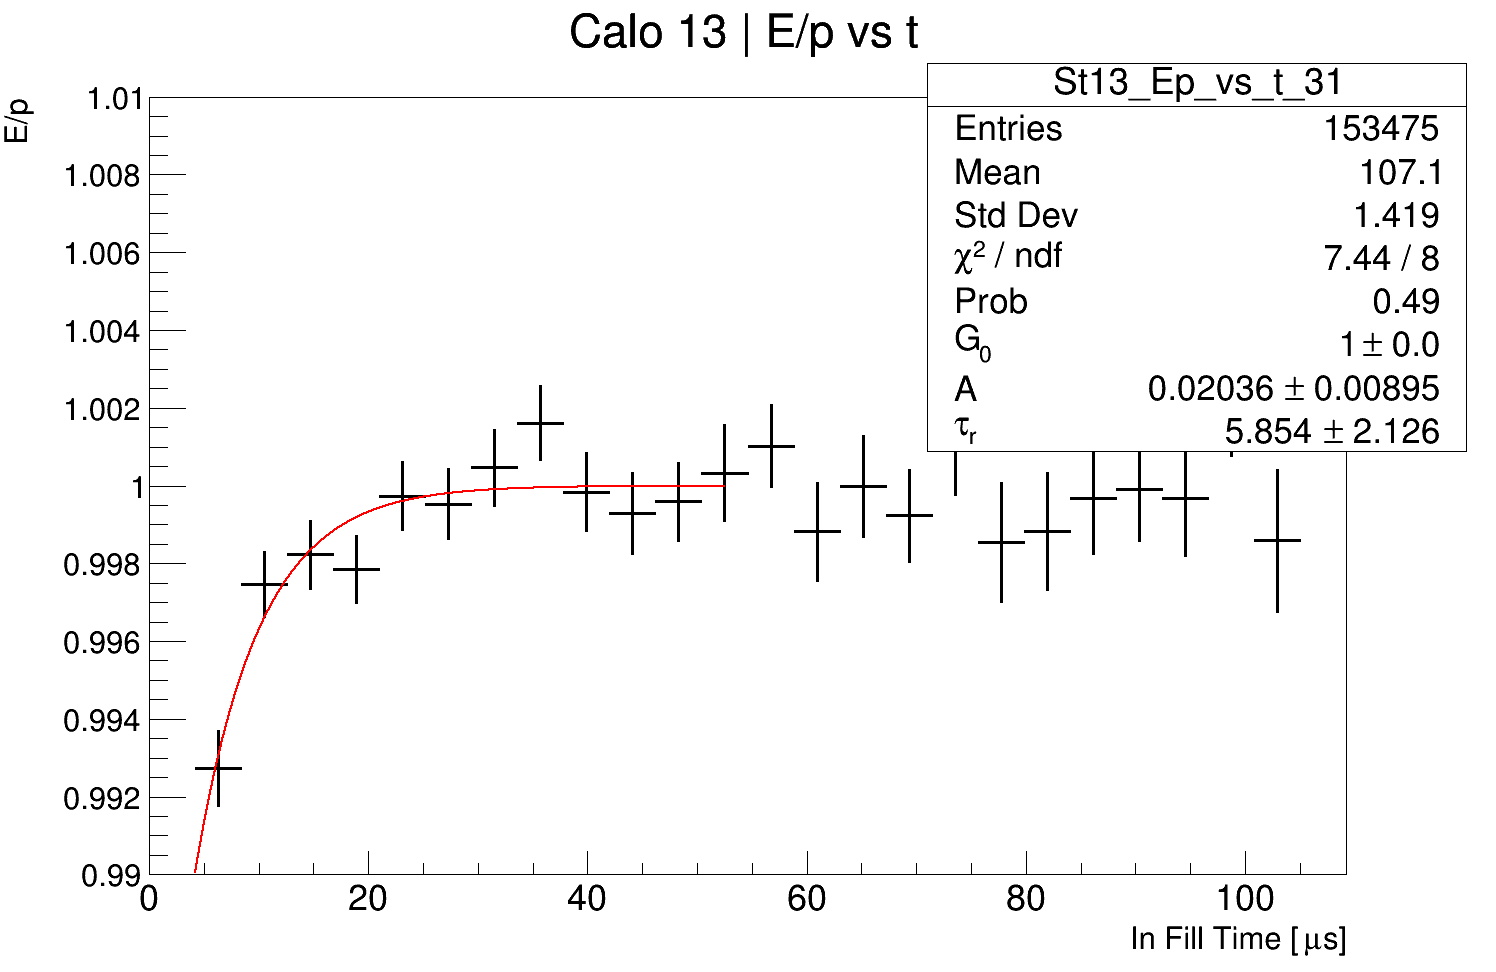 Calo 13 | E/p vs t
E/p
St13_Ep_vs_t_31
Entries 153475
Mean 107.1
Std Dev 1.419
χ² / ndf 7.44 / 8
Prob 0.49
G₀ 1 ± 0.0
A 0.02036 ± 0.00895
τᵣ 5.854 ± 2.126
1.01
1.008
1.006
1.004
1.002
1
0.998
0.996
0.994
0.992
0.99
0 20 40 60 80 100
In Fill Time [μs]